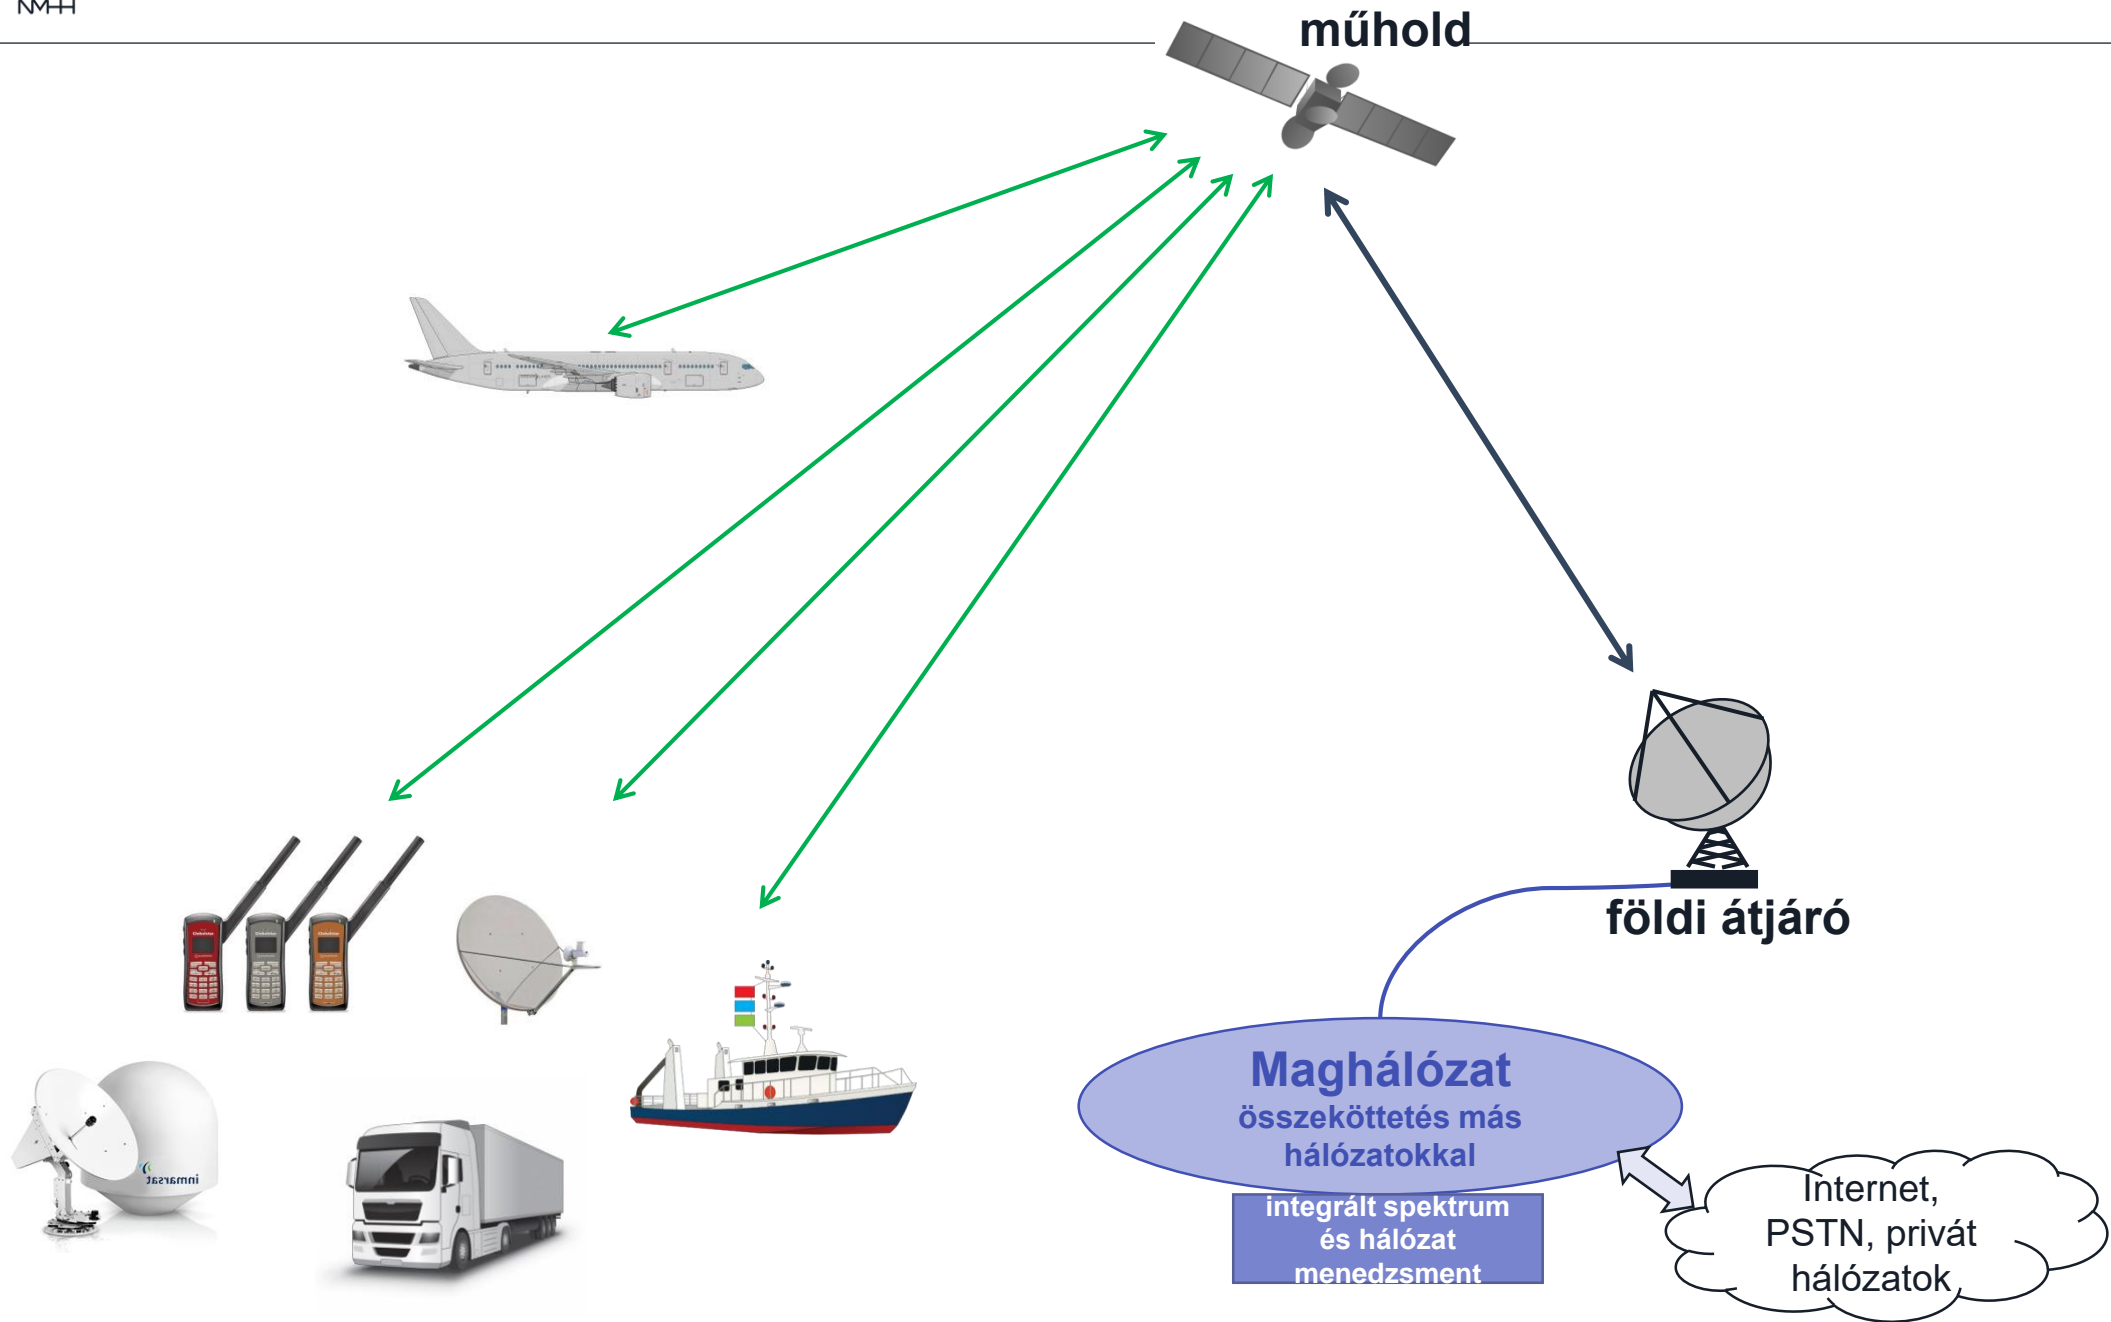 NMHH
műhold
földi átjáró
Maghálózat
összeköttetés más
hálózatokkal
integrált spektrum
és hálózat
menedzsment
Internet,
PSTN, privát
hálózatok
inmarsat